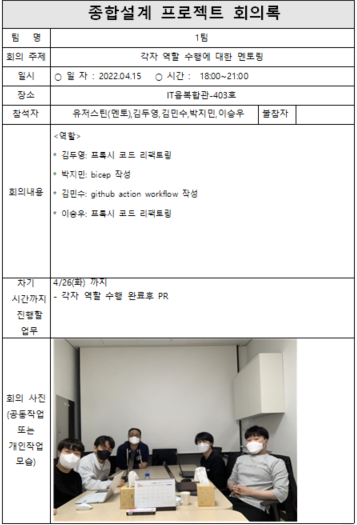 종합설계 프로젝트 회의록
팀 명 1팀
회의 주제 각자 역할 수행에 대한 멘토링
일시 ○ 일 자 : 2022.04.15 ○ 시간 : 18:00~21:00
장소 IT융복합관-403호
참석자 유저스틴(멘토),김두영,김민수,박지민,이승우 불참자
회의내용
<역할>
* 김두영: 프록시 코드 리팩토링
* 박지민: bicep 작성
* 김민수: github action workflow 작성
* 이승우: 프록시 코드 리팩토링
차기
시간까지
진행할
업무
4/26(화) 까지
- 각자 역할 수행 완료후 PR
회의 사진
(공동작업
또는
개인작업
모습)